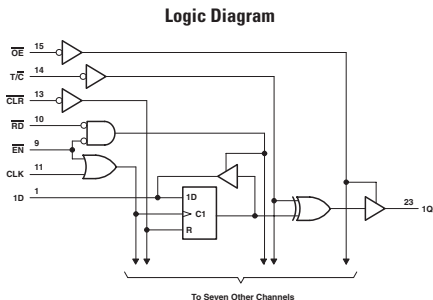 Logic Diagram
OE 15
T/C 14
CLR 13
RD 10
EN 9
CLK 11
1D 1
1D
C1
R
23 1Q
To Seven Other Channels